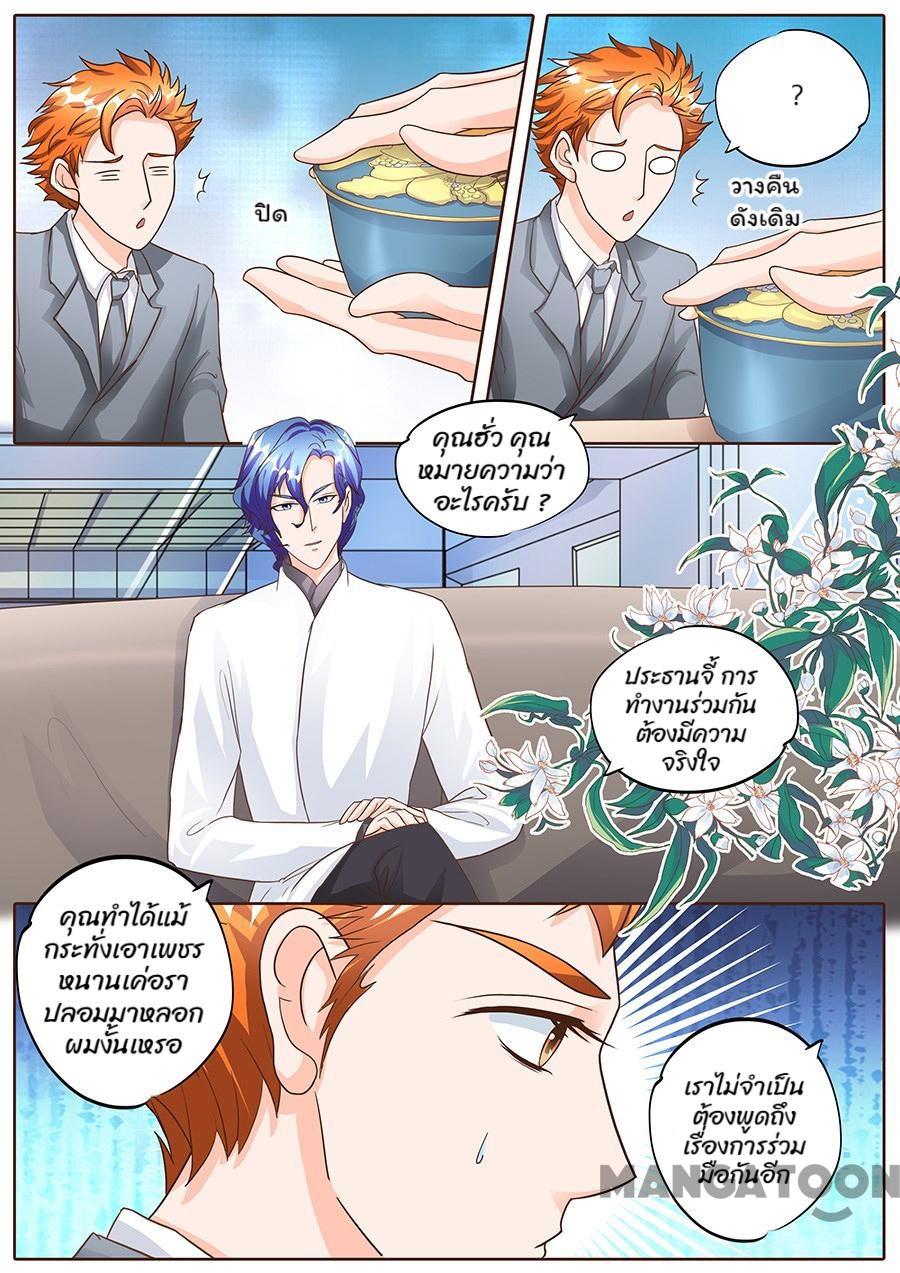 ปิด
?
วางคืน
ดังเดิม
คุณฮั่ว คุณ
หมายความว่า
อะไรครับ ?
ประธานจี้ การ
ทำงานร่วมกัน
ต้องมีความ
จริงใจ
คุณทำได้แม้
กระทั่งเอาเพชร
หนานเค่อรา
ปลอมมาหลอก
ผมงั้นเหรอ
เราไม่จำเป็น
ต้องพูดถึง
เรื่องการร่วม
มือกันอีก
MANGATOON